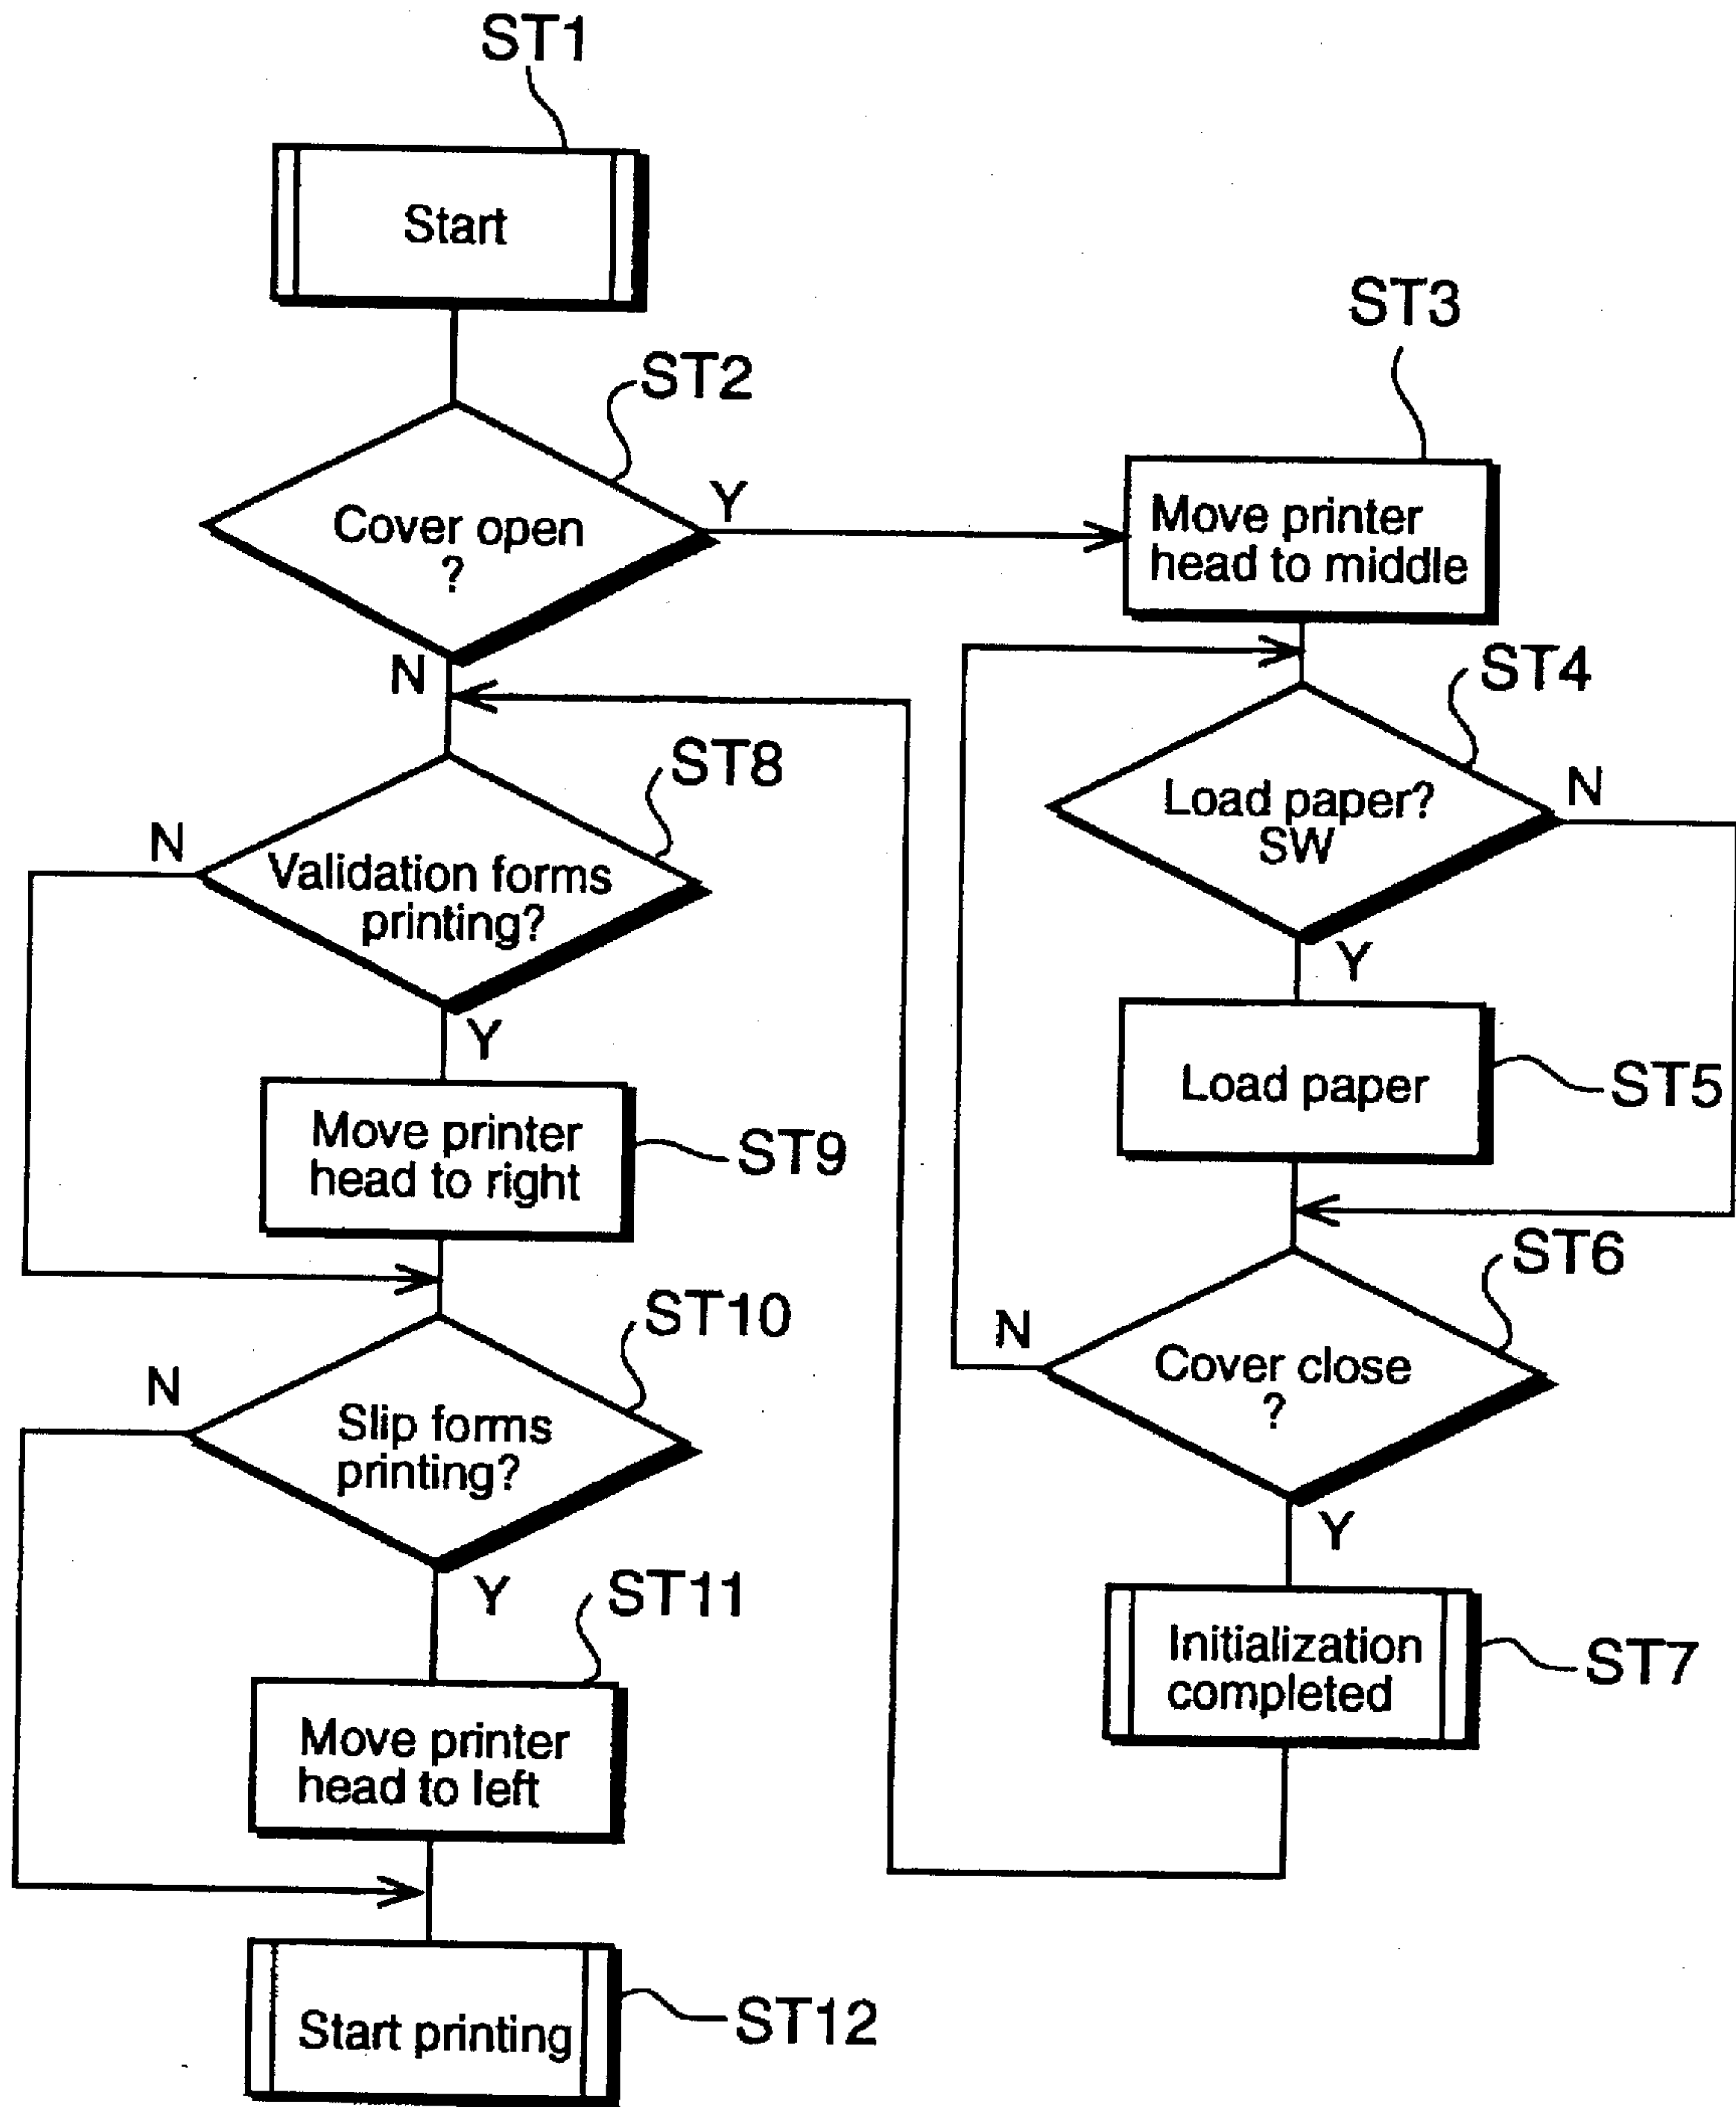 ST1
Start
ST2
Cover open
?
Y
N
ST3
Move printer
head to middle
ST4
Load paper?
SW
N
Y
Load paper
ST5
ST6
Cover close
?
N
Y
Initialization
completed
ST7
ST8
Validation forms
printing?
N
Y
Move printer
head to right
ST9
ST10
Slip forms
printing?
N
Y
ST11
Move printer
head to left
Start printing
ST12